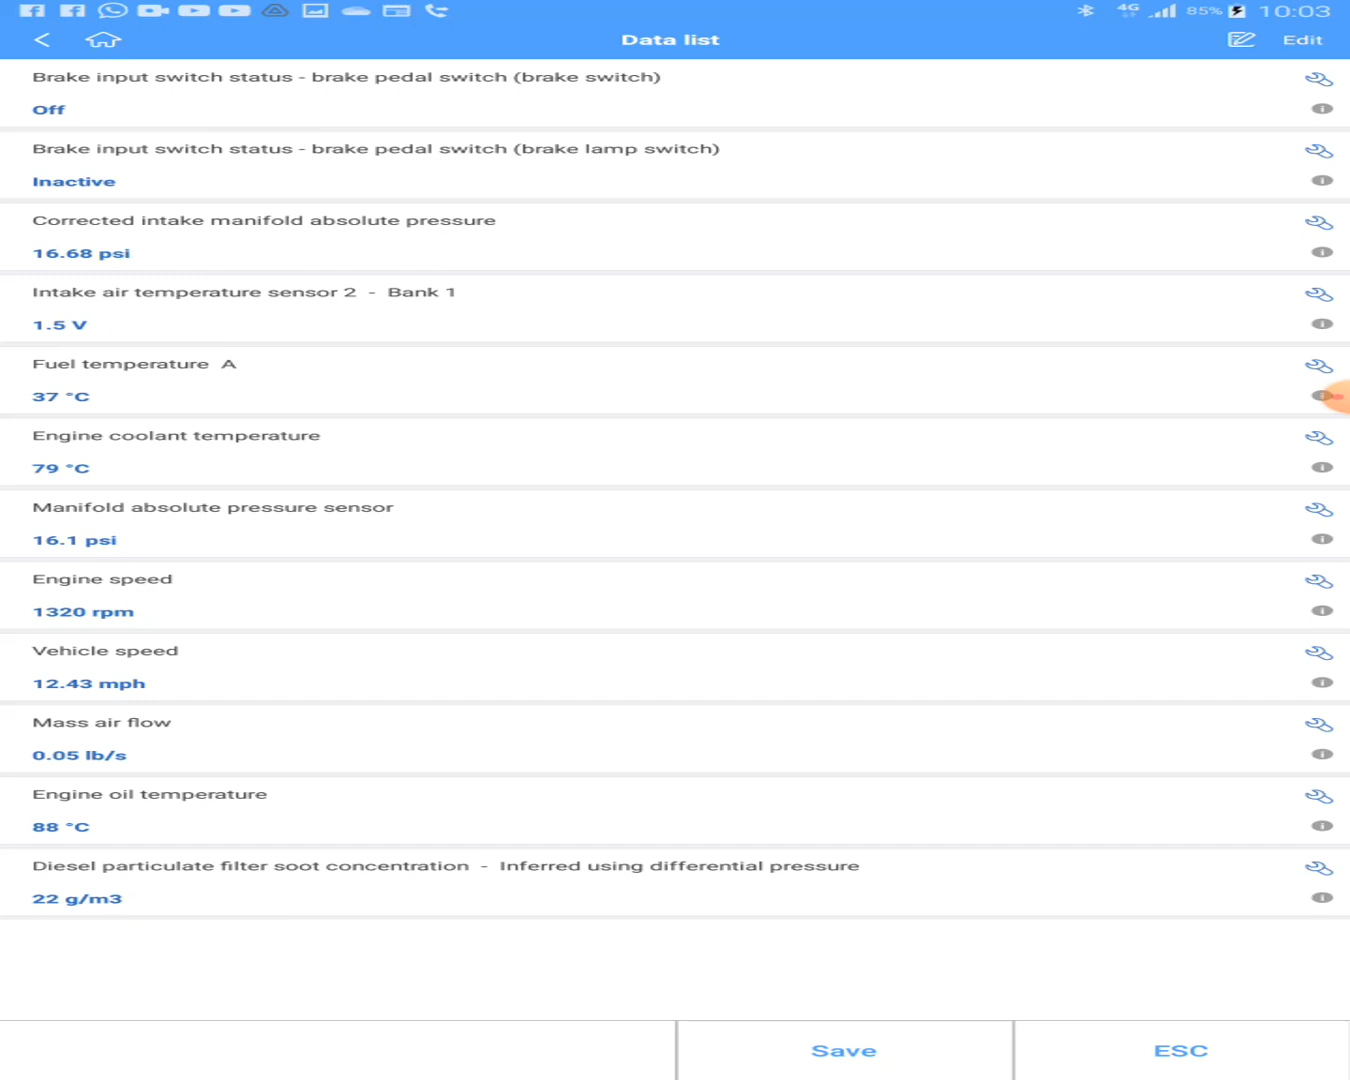 4G 85% 10:03
Data list Edit
Brake input switch status - brake pedal switch (brake switch)
Off
Brake input switch status - brake pedal switch (brake lamp switch)
Inactive
Corrected intake manifold absolute pressure
16.68 psi
Intake air temperature sensor 2 - Bank 1
1.5 V
Fuel temperature A
37 °C
Engine coolant temperature
79 °C
Manifold absolute pressure sensor
16.1 psi
Engine speed
1320 rpm
Vehicle speed
12.43 mph
Mass air flow
0.05 lb/s
Engine oil temperature
88 °C
Diesel particulate filter soot concentration - Inferred using differential pressure
22 g/m3
Save ESC